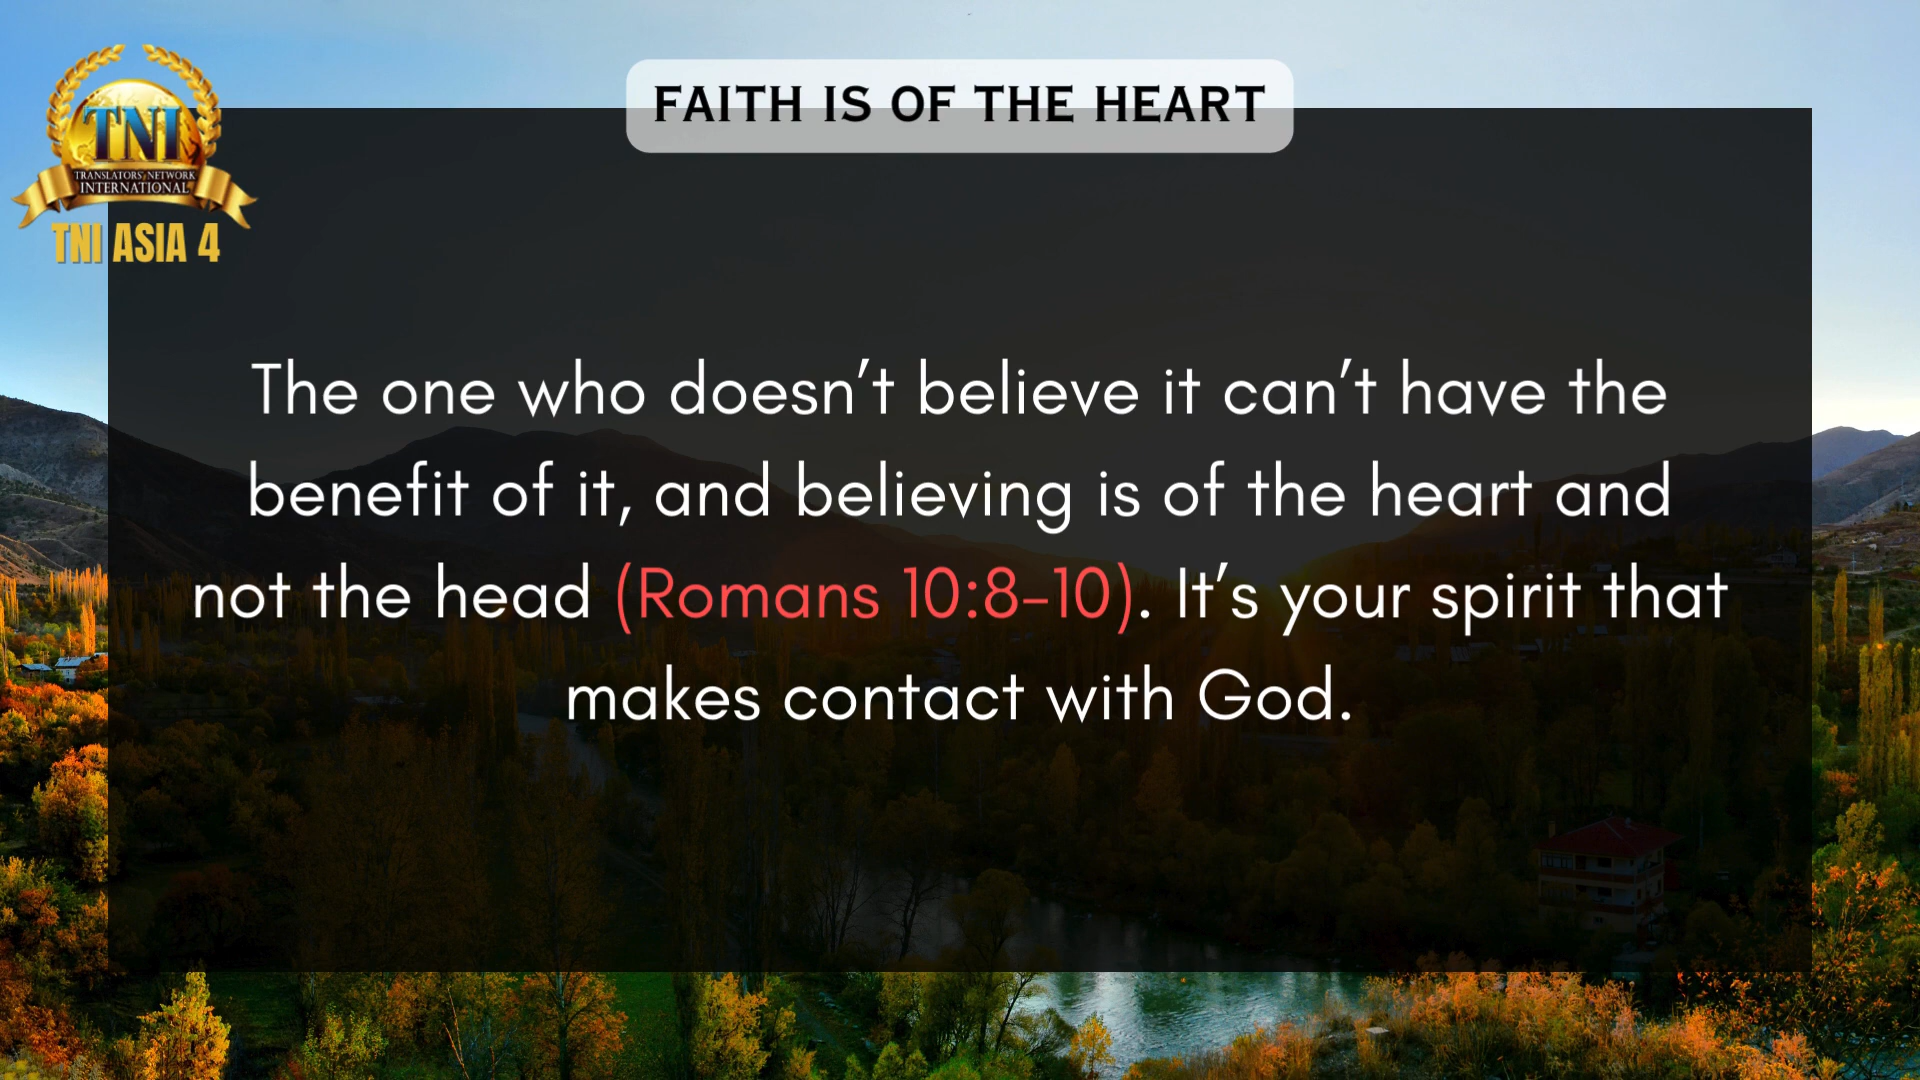 TNI
TRANSLATORS' NETWORK
INTERNATIONAL
TNI ASIA 4
FAITH IS OF THE HEART
The one who doesn’t believe it can’t have the
benefit of it, and believing is of the heart and
not the head (Romans 10:8-10). It’s your spirit that
makes contact with God.